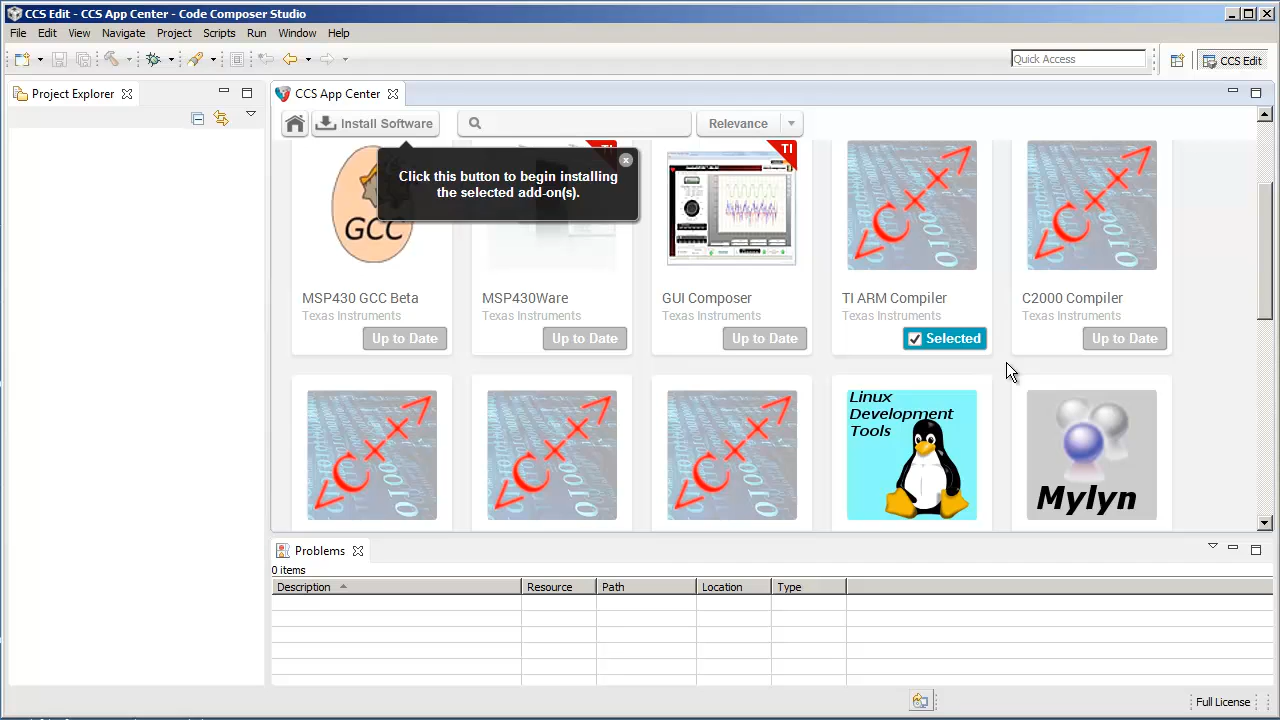 CCS Edit - CCS App Center - Code Composer Studio
File Edit View Navigate Project Scripts Run Window Help
Quick Access
CCS Edit
Project Explorer
CCS App Center
Install Software
Relevance
Click this button to begin installing
the selected add-on(s).
GCC
MSP430 GCC Beta
Texas Instruments
Up to Date
MSP430Ware
Texas Instruments
Up to Date
TI
GUI Composer
Texas Instruments
Up to Date
C++
TI ARM Compiler
Texas Instruments
Selected
C++
C2000 Compiler
Texas Instruments
Up to Date
C++
C++
C++
Linux
Development
Tools
Mylyn
Problems
0 items
Description Resource Path Location Type
Full License